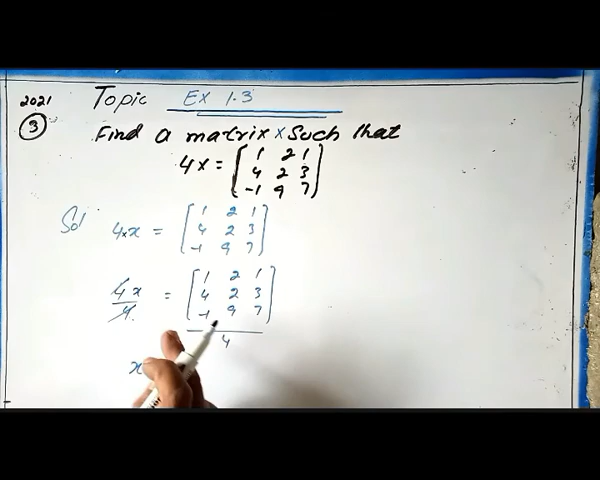 2021 Topic Ex 1.3
3 Find a matrix x Such that
4x = [1 2 1
4 2 3
-1 9 7]
Sol 4×x = [1 2 1
4 2 3
-1 9 7]
4x/4 = [1 2 1
4 2 3
-1 9 7]/4
x